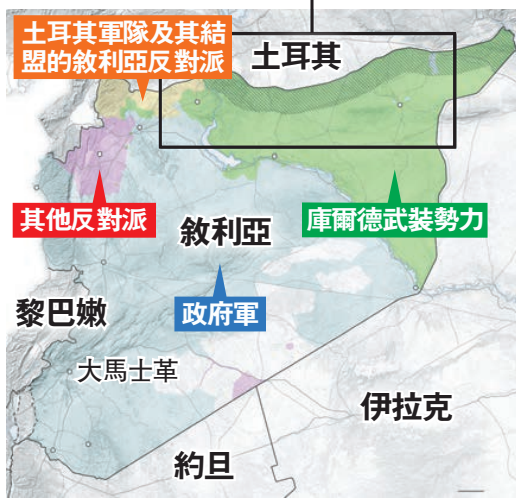 土耳其軍隊及其結
盟的敘利亞反對派
土耳其
其他反對派
敘利亞
庫爾德武裝勢力
黎巴嫩
政府軍
大馬士革
伊拉克
約旦